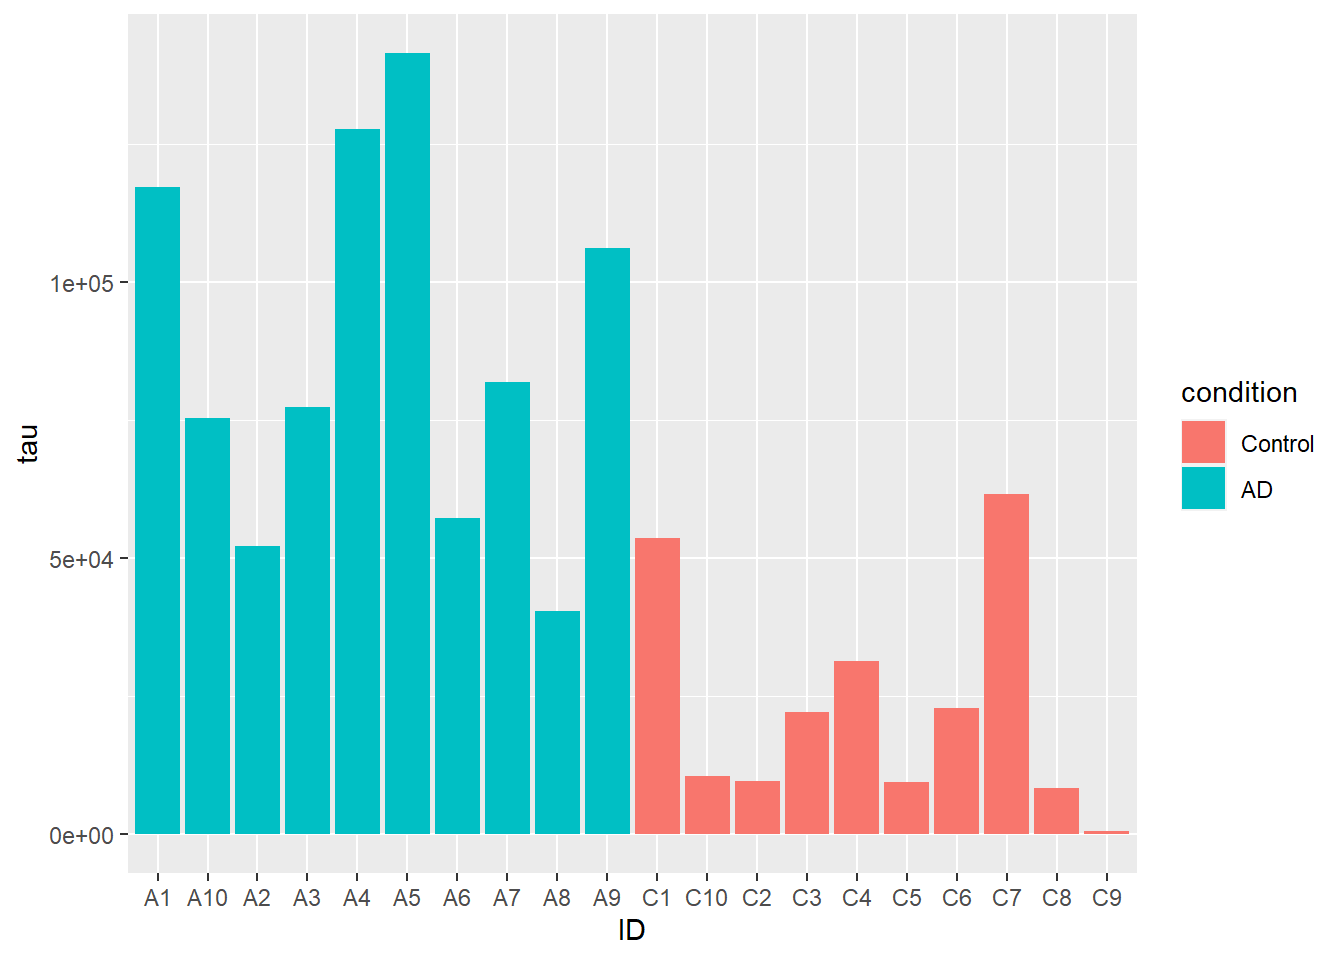 1e+05
5e+04
0e+00
tau
A1 A10 A2 A3 A4 A5 A6 A7 A8 A9 C1 C10 C2 C3 C4 C5 C6 C7 C8 C9
ID
condition
Control
AD